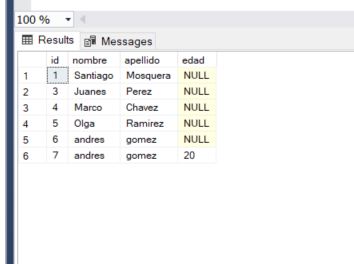 100 %
Results Messages
id nombre apellido edad
1 1 Santiago Mosquera NULL
2 3 Juanes Perez NULL
3 4 Marco Chavez NULL
4 5 Olga Ramirez NULL
5 6 andres gomez NULL
6 7 andres gomez 20